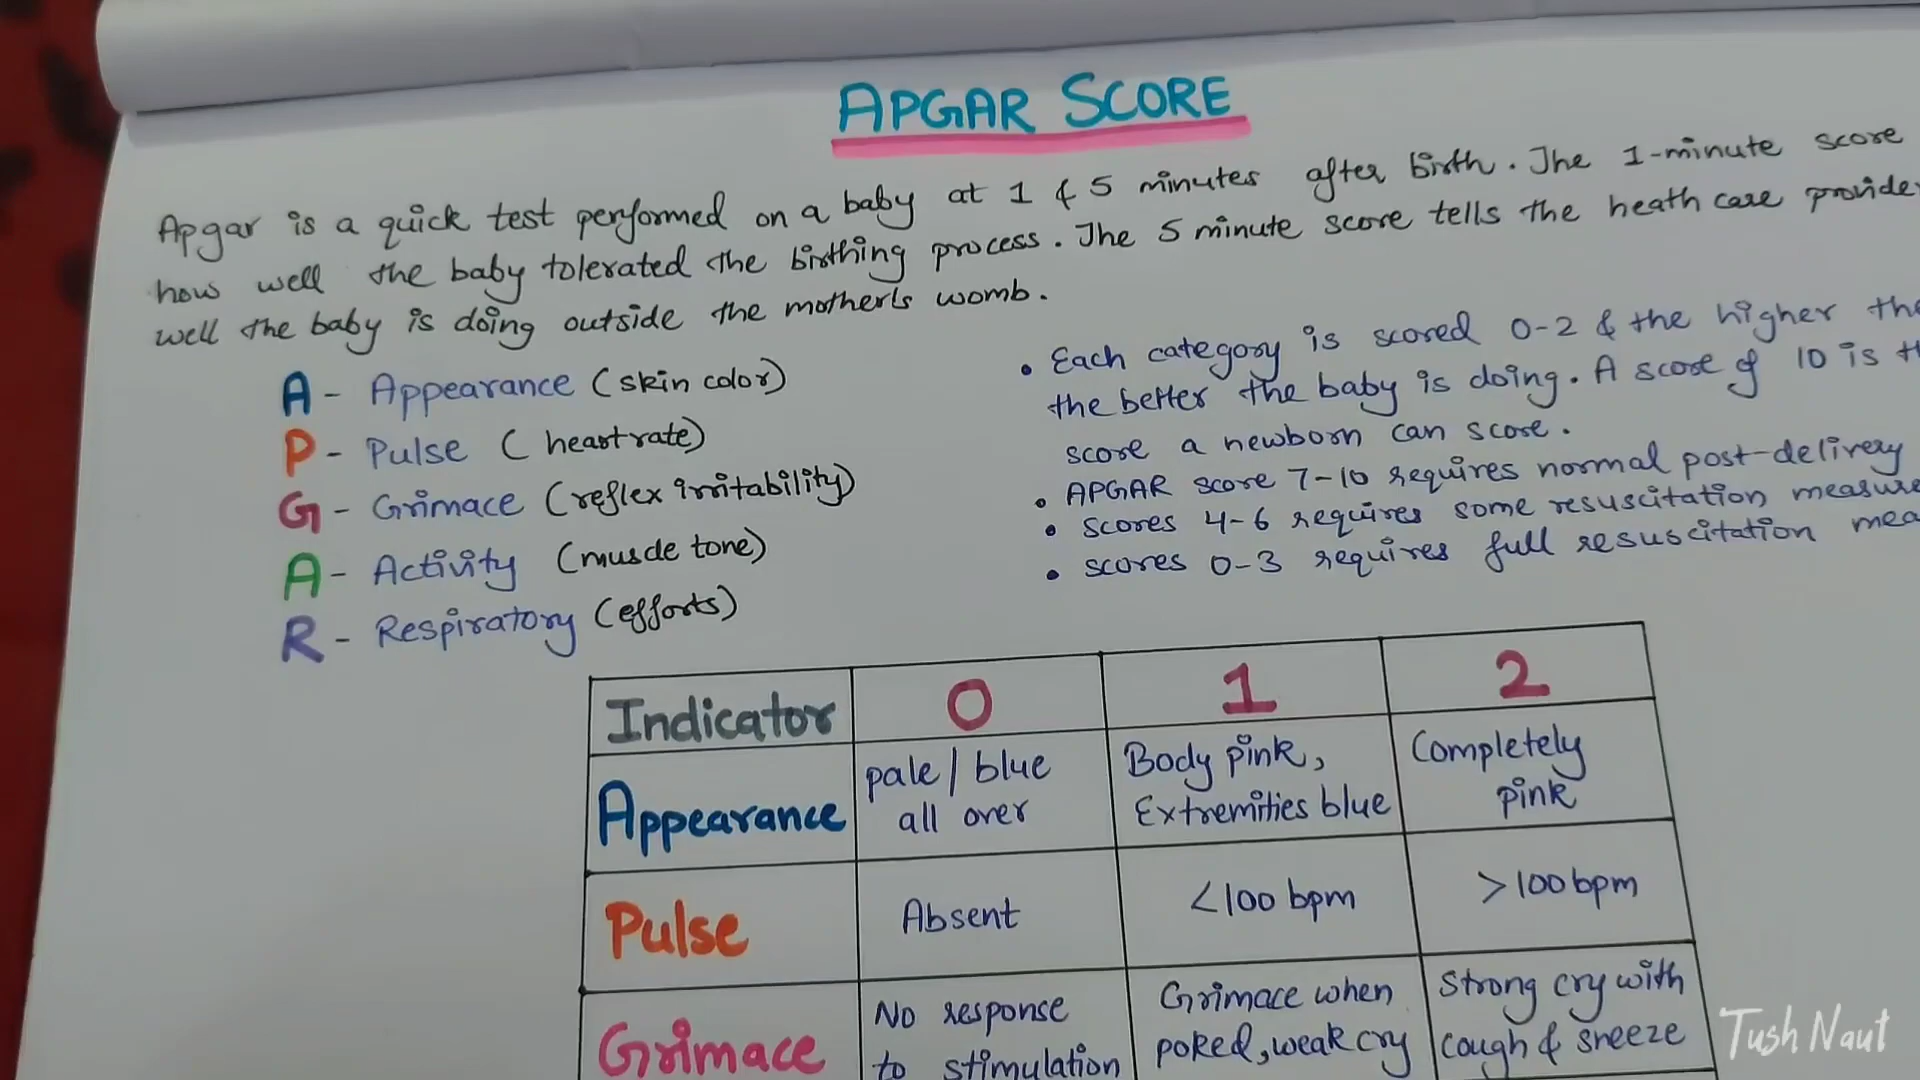 APGAR SCORE
Apgar is a quick test performed on a baby at 1 & 5 minutes after birth. The 1-minute score
how well the baby tolerated the birthing process. The 5 minute score tells the heath care provider
well the baby is doing outside the mother's womb.
A - Appearance (skin color)
P - Pulse (heart rate)
G - Grimace (reflex irritability)
A - Activity (muscle tone)
R - Respiratory (efforts)
• Each category is scored 0-2 & the higher the
the better the baby is doing. A score of 10 is
score a newborn can score.
• APGAR score 7-10 requires normal post-delivery
• scores 4-6 requires some resuscitation measure
• scores 0-3 requires full resuscitation
Indicator 0 1 2
Appearance
pale/blue
all over
Body pink,
Extremities blue
Completely
pink
Pulse
Absent
<100 bpm
>100 bpm
Grimace
No response
to stimulation
Grimace when
poked, weak cry
Strong cry with
cough & sneeze
Tush Naut